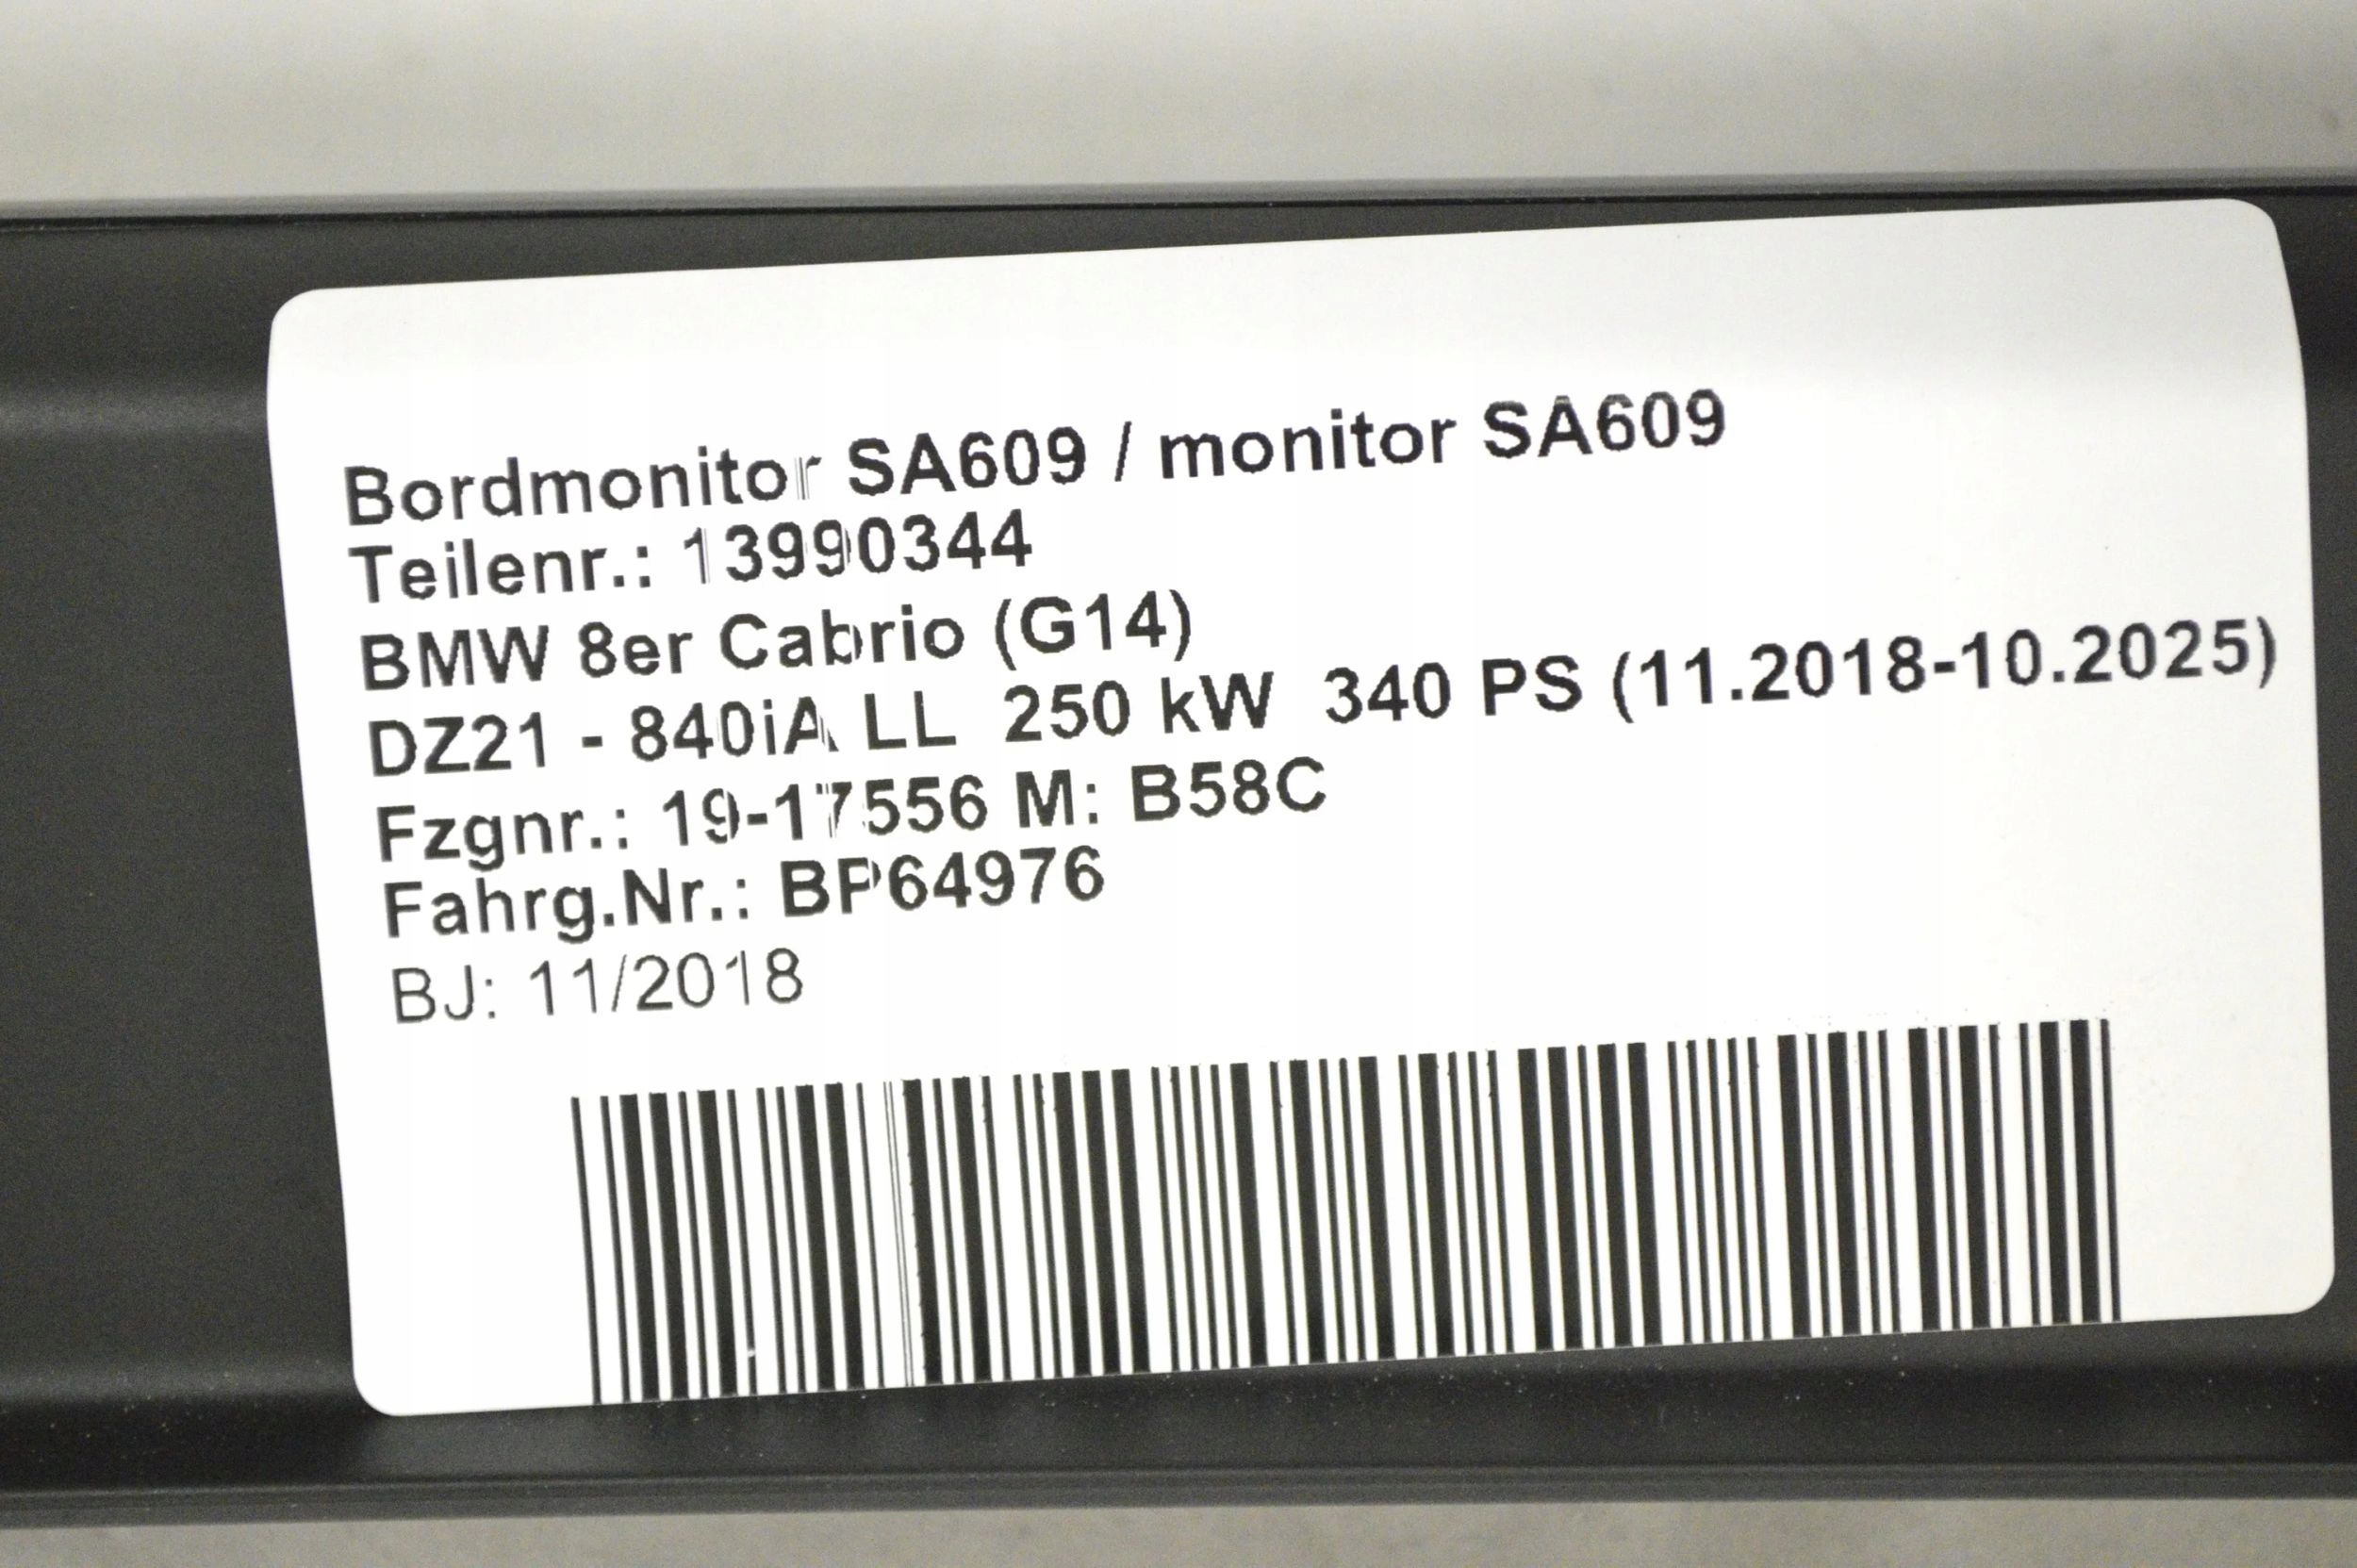 Bordmonitor SA609 / monitor SA609
Teilenr.: 13990344
BMW 8er Cabrio (G14)
DZ21 - 840iA LL  250 kW  340 PS (11.2018-10.2025)
Fzgnr.: 19-17556 M: B58C
Fahrg.Nr.: BP64976
BJ: 11/2018